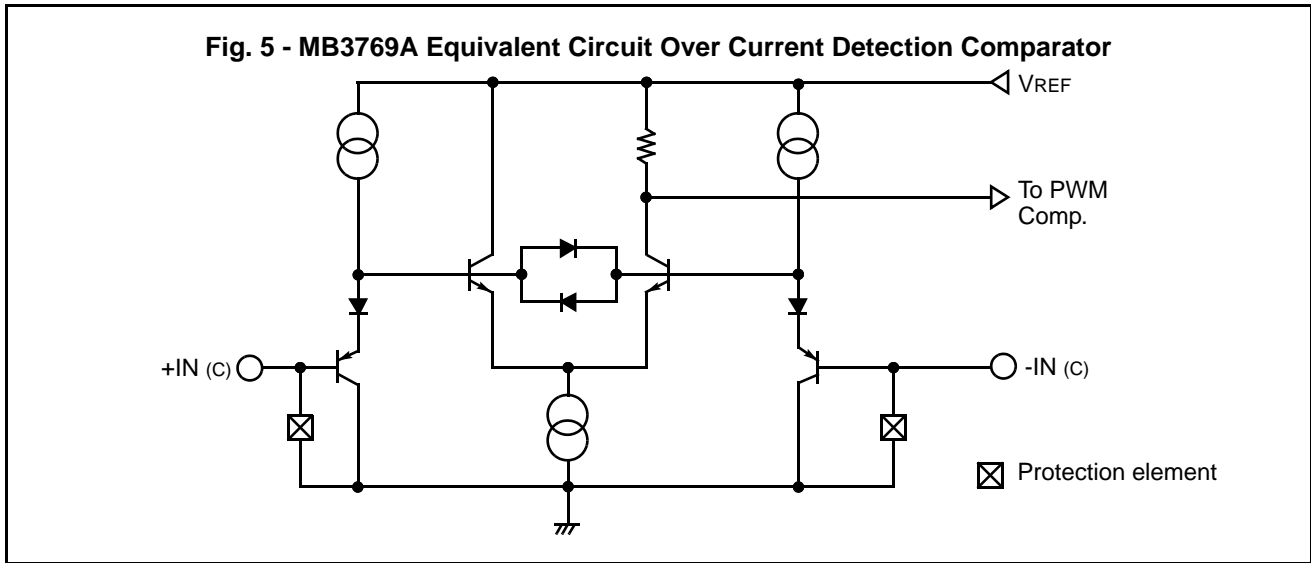 Fig. 5 - MB3769A Equivalent Circuit Over Current Detection Comparator
VREF
To PWM
Comp.
+IN (C)
-IN (C)
Protection element